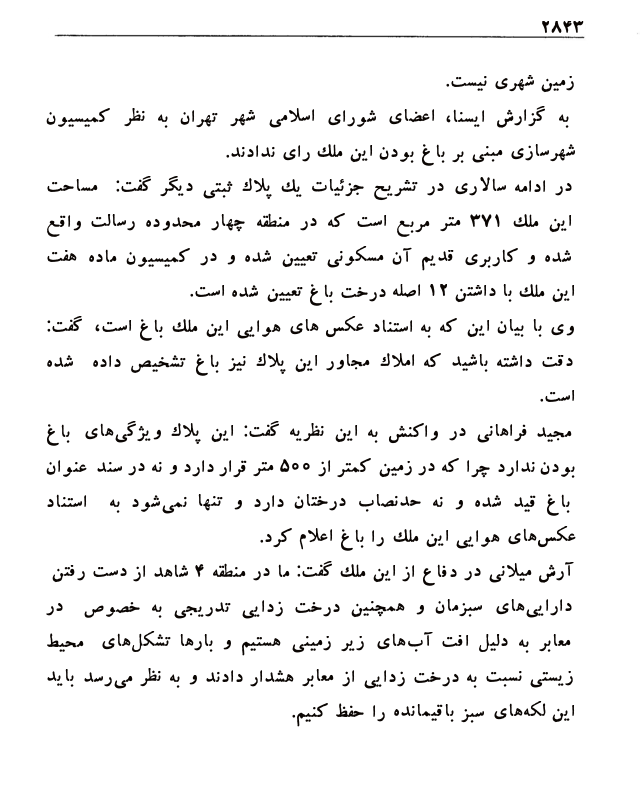 ۲۸۴۳
زمین شهری نیست.
به گزارش ایسنا، اعضای شورای اسلامی شهر تهران به نظر کمیسیون
شهرسازی مبنی بر باغ بودن این ملك رای ندادند.
در ادامه سالاری در تشریح جزئیات یك پلاك ثبتی دیگر گفت: مساحت
این ملك ۳۷۱ متر مربع است که در منطقه چهار محدوده رسالت واقع
شده و کاربری قدیم آن مسکونی تعیین شده و در کمیسیون ماده هفت
این ملك با داشتن ۱۲ اصله درخت باغ تعیین شده است.
وی با بیان این که به استناد عکس های هوایی این ملك باغ است، گفت:
دقت داشته باشید که املاك مجاور این پلاك نیز باغ تشخیص داده شده
است.
مجید فراهانی در واکنش به این نظریه گفت: این پلاك ویژگی‌های باغ
بودن ندارد چرا که در زمین کمتر از ۵۰۰ متر قرار دارد و نه در سند عنوان
باغ قید شده و نه حدنصاب درختان دارد و تنها نمی‌شود به استناد
عکس‌های هوایی این ملك را باغ اعلام کرد.
آرش میلانی در دفاع از این ملك گفت: ما در منطقه ۴ شاهد از دست رفتن
دارایی‌های سبزمان و همچنین درخت زدایی تدریجی به خصوص در
معابر به دلیل افت آب‌های زیر زمینی هستیم و بارها تشکل‌های محیط
زیستی نسبت به درخت زدایی از معابر هشدار دادند و به نظر می‌رسد باید
این لکه‌های سبز باقیمانده را حفظ کنیم.